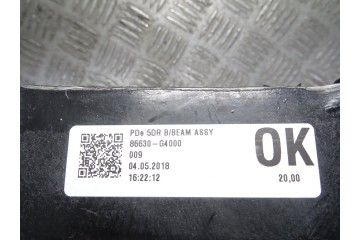 PDe 5DR B/BEAM ASSY
86630-G4000
009
04.05.2018
16:22:12
OK
20,00